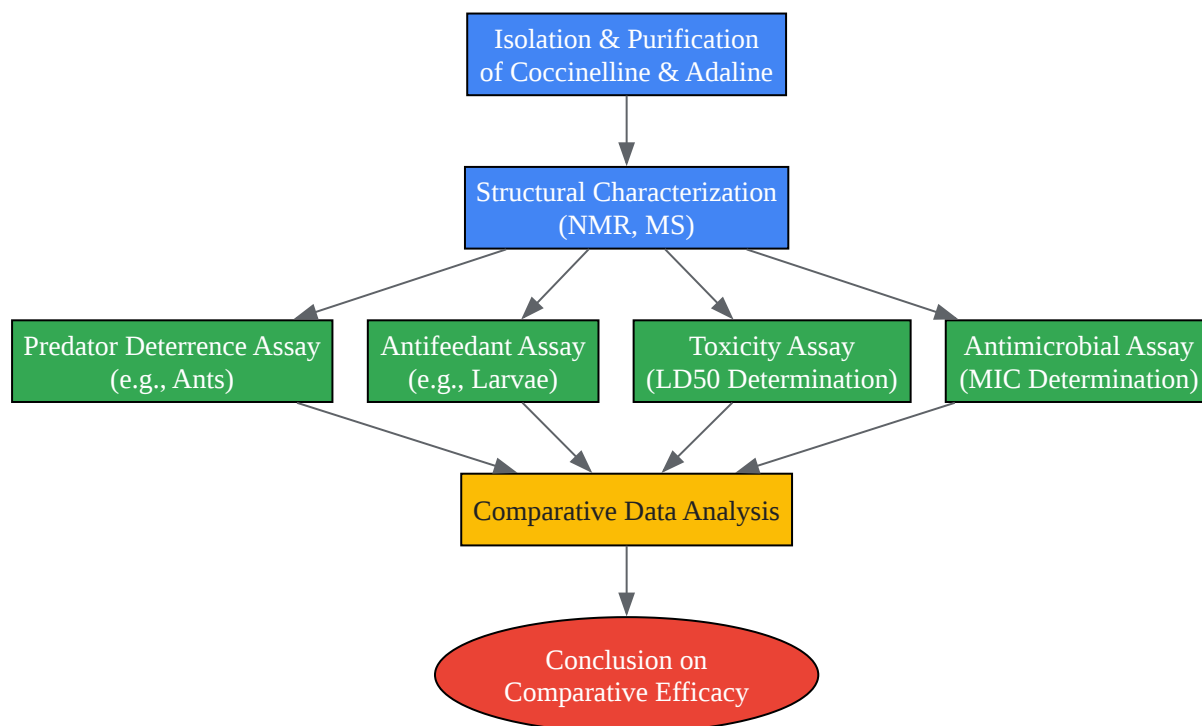 Isolation & Purification
of Coccinelline & Adaline
Structural Characterization
(NMR, MS)
Predator Deterrence Assay
(e.g., Ants)
Antifeedant Assay
(e.g., Larvae)
Toxicity Assay
(LD50 Determination)
Antimicrobial Assay
(MIC Determination)
Comparative Data Analysis
Conclusion on
Comparative Efficacy